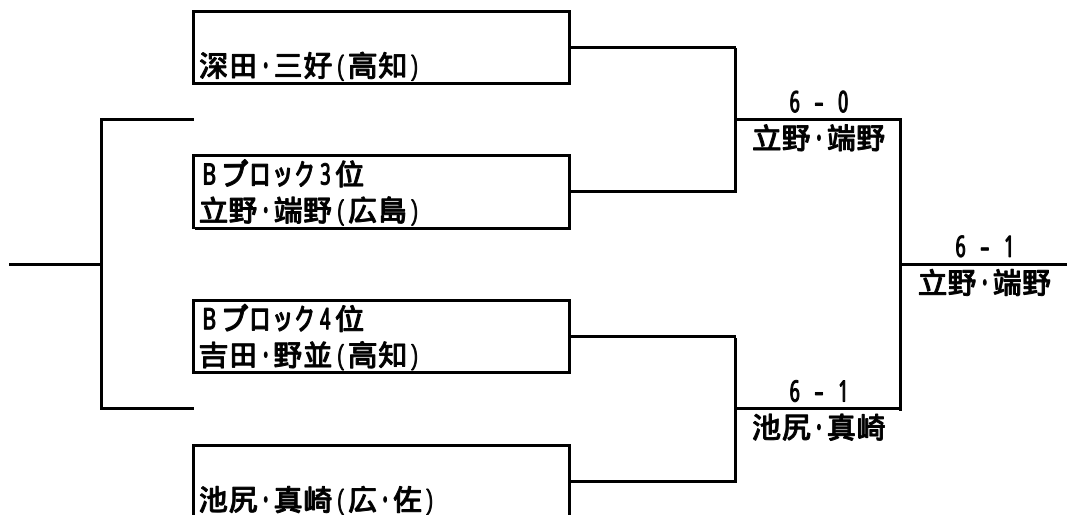 深田・三好(高知)
6 - 0
立野・端野
Bブロック3位
立野・端野(広島)
6 - 1
立野・端野
Bブロック4位
吉田・野並(高知)
6 - 1
池尻・真崎
池尻・真崎(広・佐)